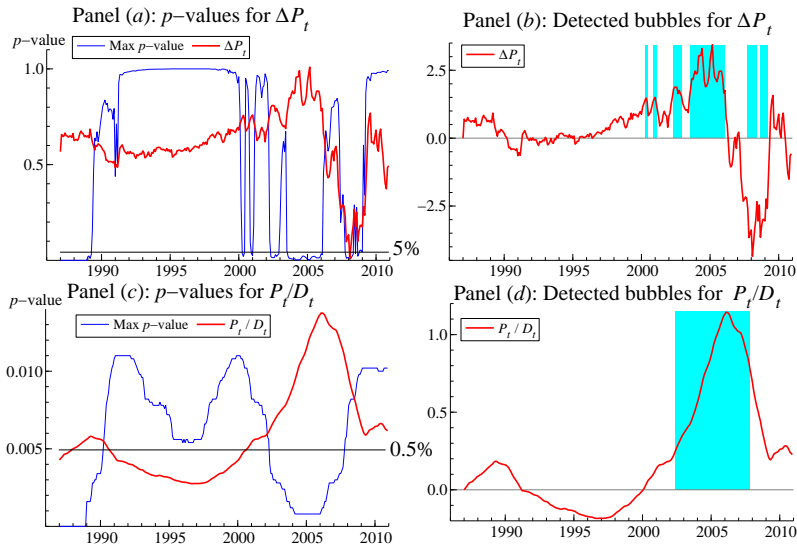 Panel (a): p-values for ΔP_t
p-value
Max p-value
ΔP_t
1.0
0.5
5%
1990 1995 2000 2005 2010
Panel (b): Detected bubbles for ΔP_t
ΔP_t
2.5
0.0
−2.5
1990 1995 2000 2005 2010
Panel (c): p-values for P_t/D_t
p-value
Max p-value
P_t / D_t
0.010
0.005
0.5%
1990 1995 2000 2005 2010
Panel (d): Detected bubbles for P_t/D_t
P_t / D_t
1.0
0.5
0.0
1990 1995 2000 2005 2010